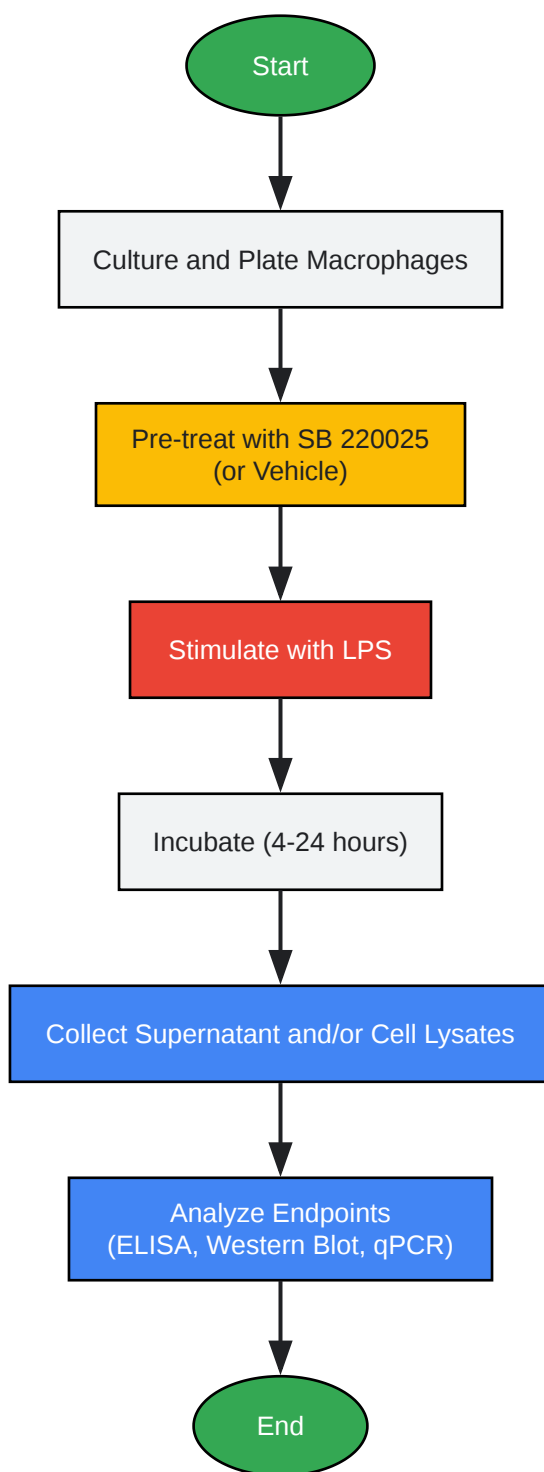 Start
Culture and Plate Macrophages
Pre-treat with SB 220025
(or Vehicle)
Stimulate with LPS
Incubate (4-24 hours)
Collect Supernatant and/or Cell Lysates
Analyze Endpoints
(ELISA, Western Blot, qPCR)
End